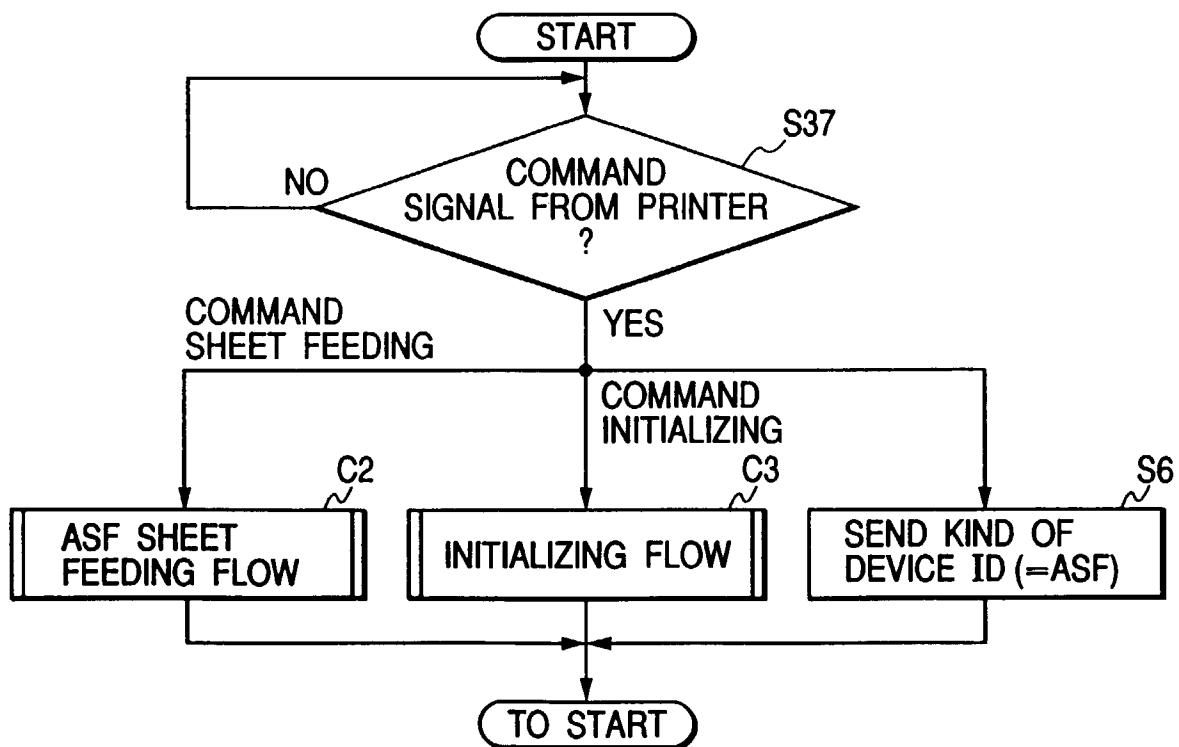 START
S37
COMMAND
SIGNAL FROM PRINTER
?
NO
YES
COMMAND
SHEET FEEDING
COMMAND
INITIALIZING
C2
ASF SHEET
FEEDING FLOW
C3
INITIALIZING FLOW
S6
SEND KIND OF
DEVICE ID (=ASF)
TO START